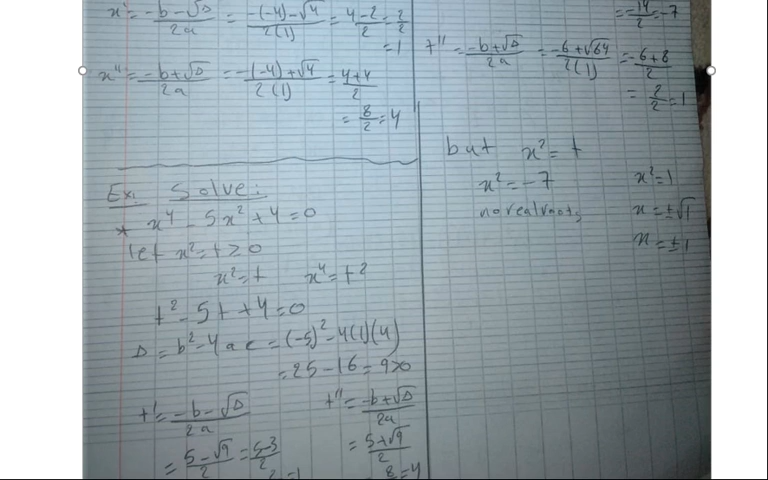 x' = -b-√Δ / 2a = -(-4)-√4 / 2(1) = 4-2 / 2 = 2/2
= 1
x'' = -b+√Δ / 2a = -(-4)+√4 / 2(1) = 4+4 / 2
= 8/2 = 4
Ex: Solve:
* x⁴ - 5x² + 4 = 0
let x² = t ≥ 0
x² = t x⁴ = t²
t² - 5t + 4 = 0
Δ = b² - 4ac = (-5)² - 4(1)(4)
= 25 - 16 = 9 > 0
t' = -b-√Δ / 2a t'' = -b+√Δ / 2a
= 5-√9 / 2 = 5-3 / 2 = 5+√9 / 2
= 8/ = 4
= -14/ = -7
t'' = -b+√Δ / 2a = -6+√64 / 2(1) = -6+8 / 2
= 2/2 = 1
but x² = t
x² = -7 x² = 1
no real roots x = ±√1
x = ±1